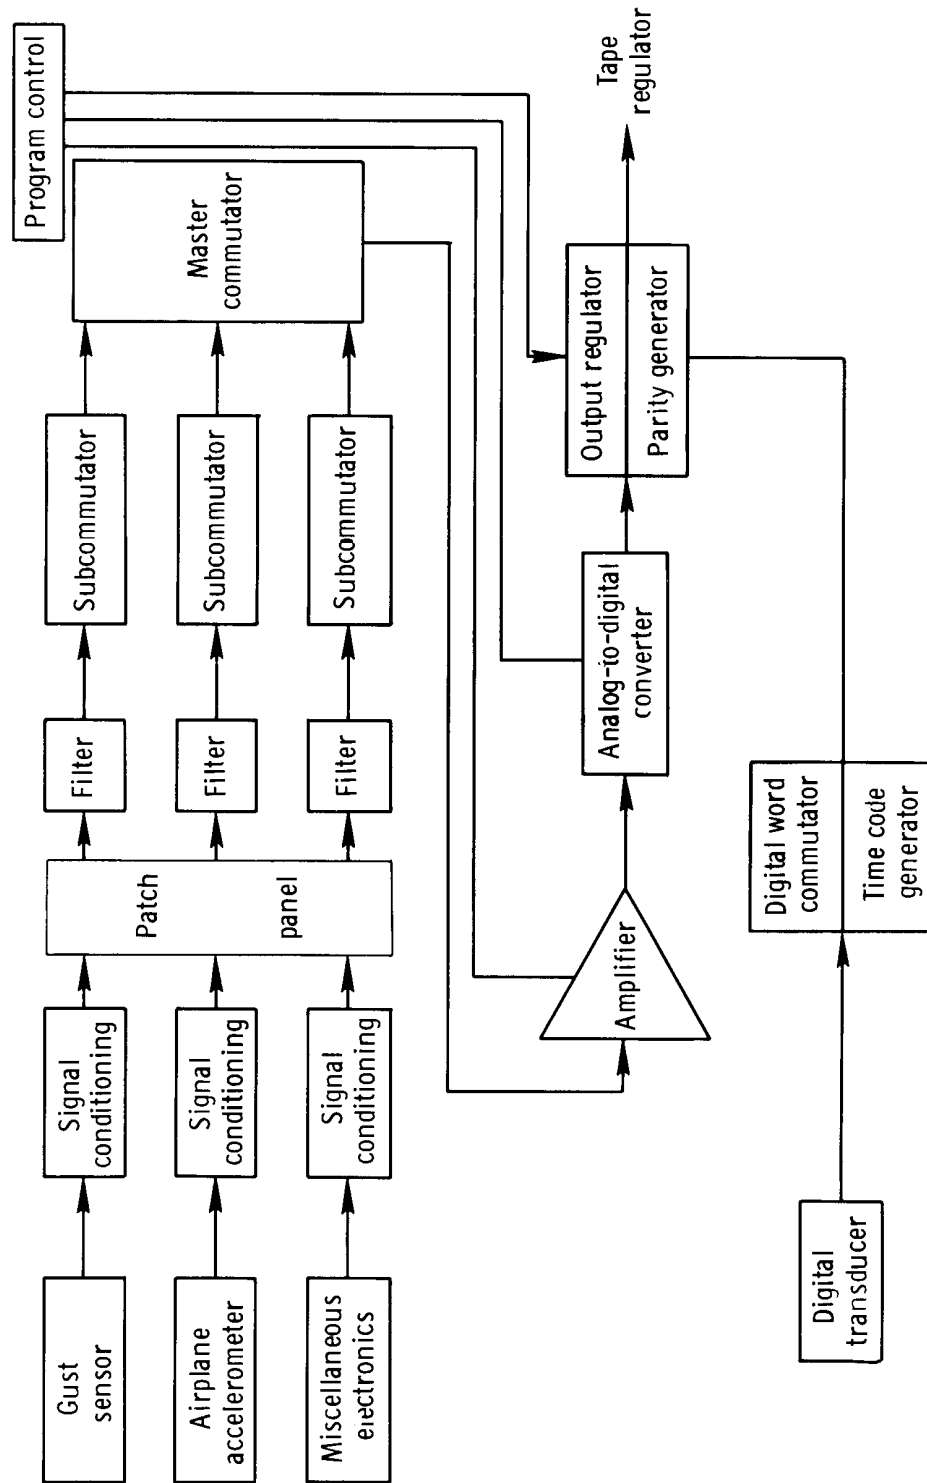 Gust
sensor
Signal
conditioning
Patch
panel
Filter
Subcommutator
Master
commutator
Program control
Airplane
accelerometer
Signal
conditioning
Filter
Subcommutator
Miscellaneous
electronics
Signal
conditioning
Filter
Subcommutator
Amplifier
Analog-to-digital
converter
Output regulator
Parity generator
Tape
regulator
Digital
transducer
Digital word
commutator
Time code
generator